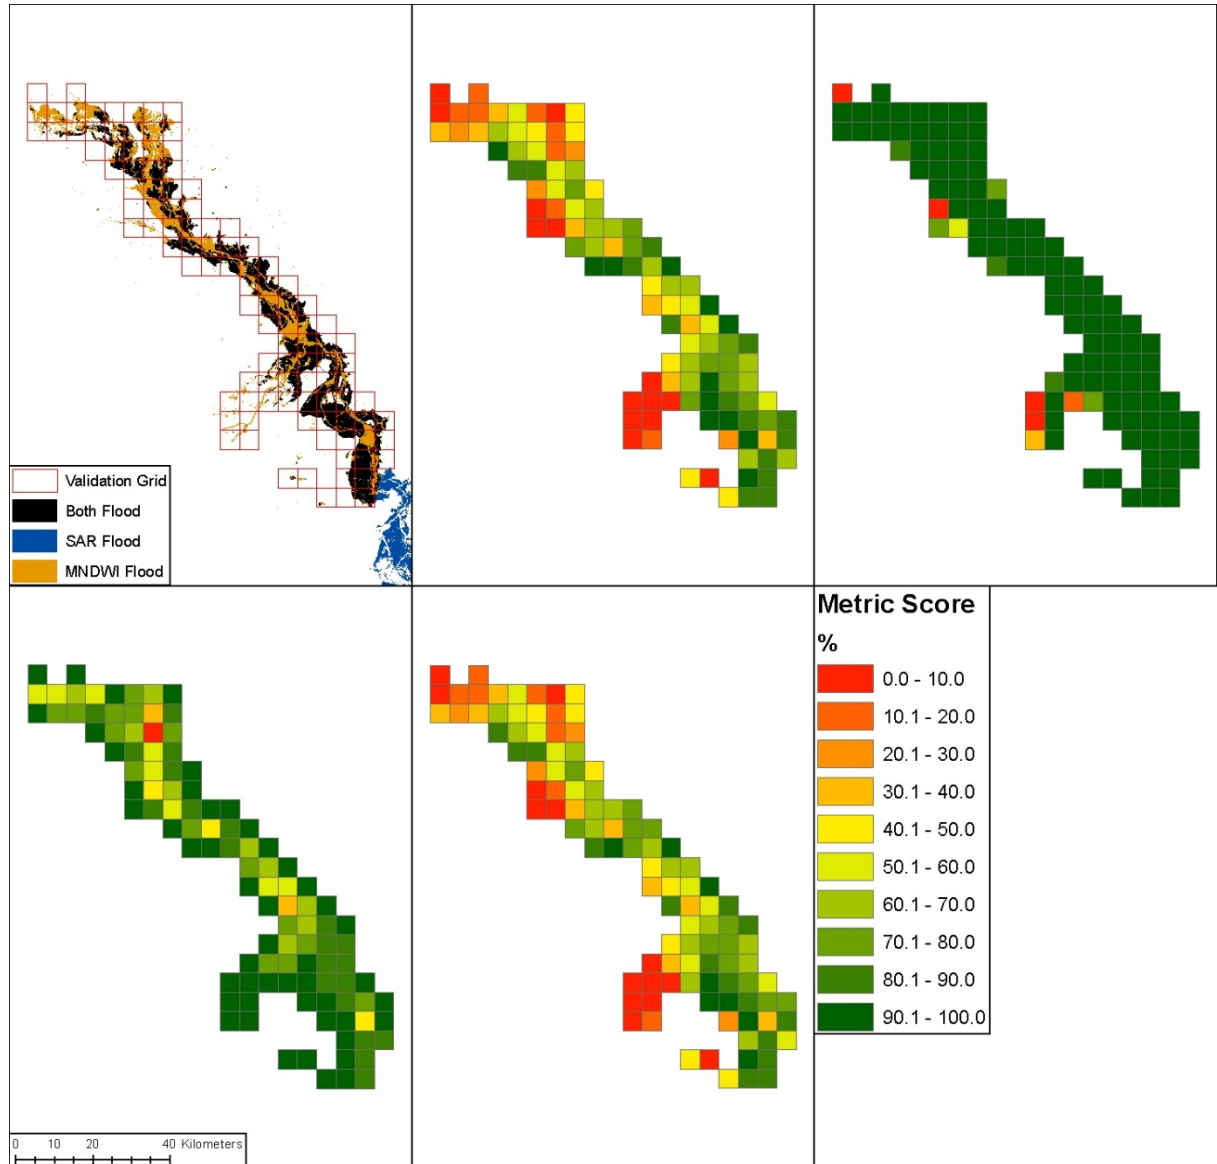 Validation Grid
Both Flood
SAR Flood
MNDWI Flood
Metric Score
%
0.0 - 10.0
10.1 - 20.0
20.1 - 30.0
30.1 - 40.0
40.1 - 50.0
50.1 - 60.0
60.1 - 70.0
70.1 - 80.0
80.1 - 90.0
90.1 - 100.0
0 10 20 40 Kilometers